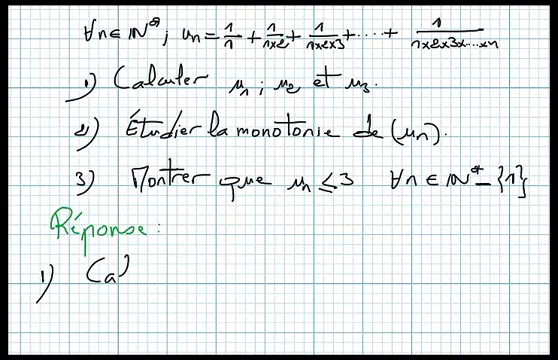 ∀n ∈ ℕ*; un = 1/1 + 1/1×2 + 1/1×2×3 + ... + 1/1×2×3×...×n
1) Calculer u1; u2 et u3.
2) Étudier la monotonie de (un).
3) Montrer que un ≤ 3 ∀n ∈ ℕ* - {1}
Réponse:
1) Cal